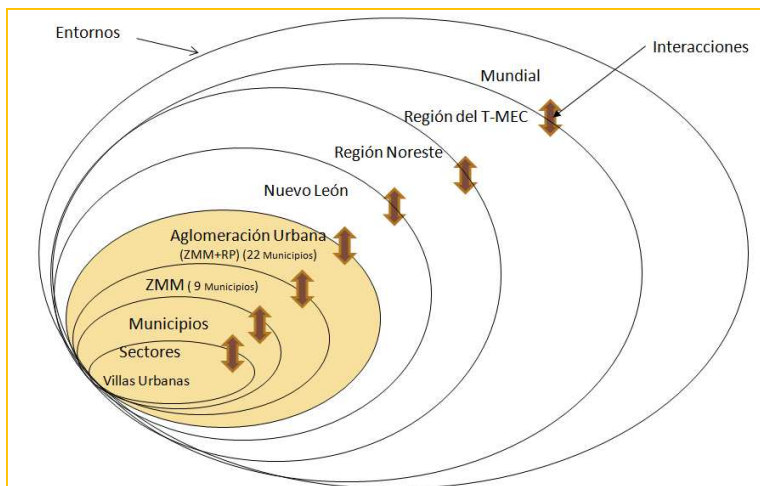 Entornos
Interacciones
Mundial
Región del T-MEC
Región Noreste
Nuevo León
Aglomeración Urbana
(ZMM+RP) (22 Municipios)
ZMM ( 9 Municipios)
Municipios
Sectores
Villas Urbanas